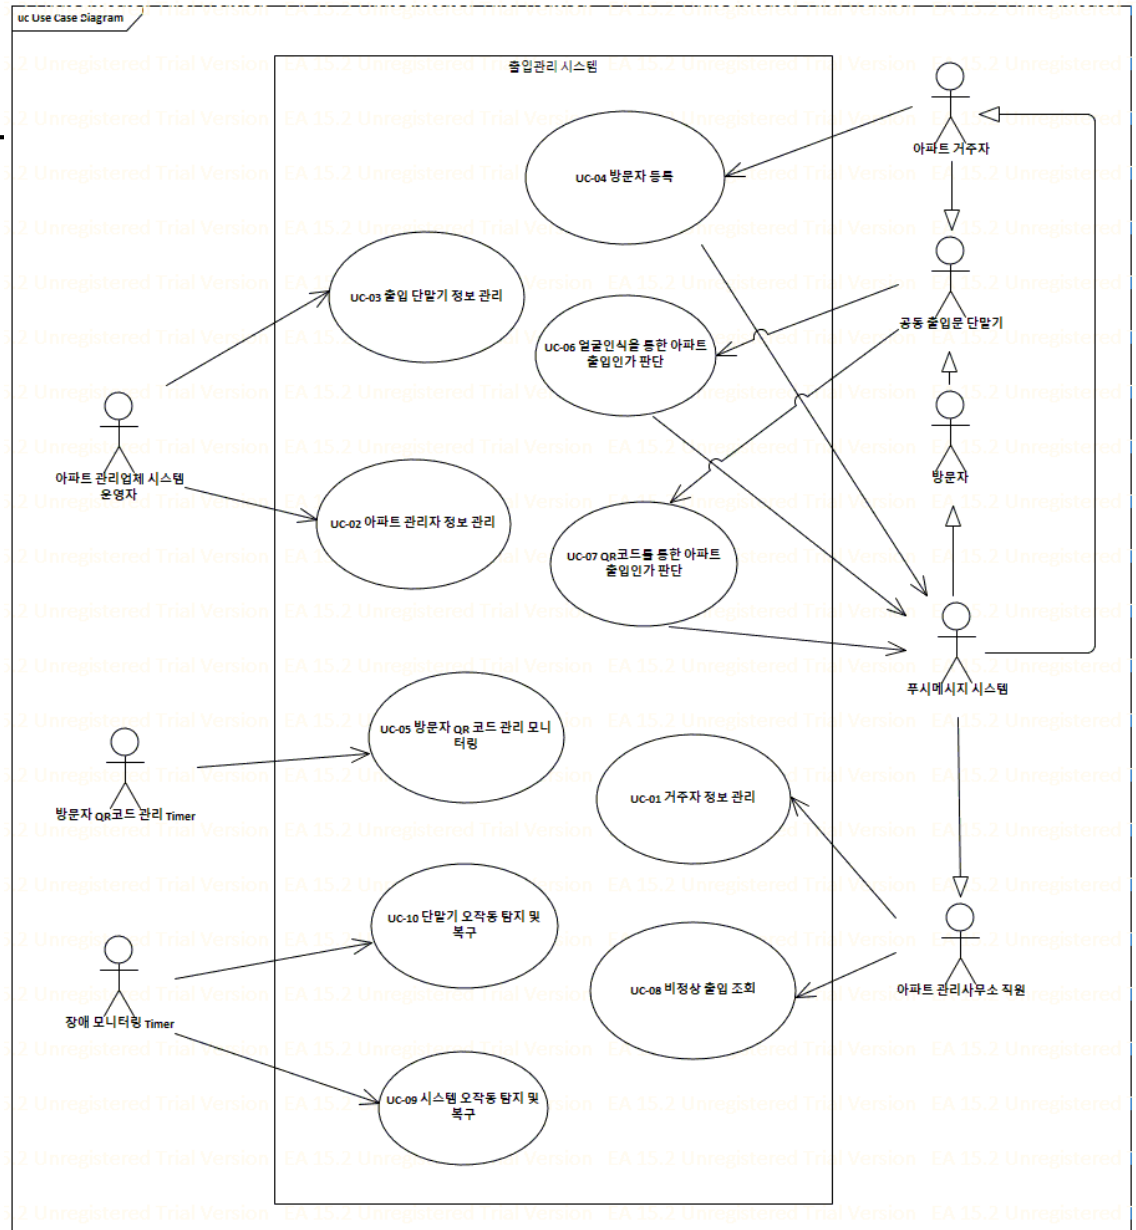 uc Use Case Diagram
출입관리 시스템
아파트 거주자
UC-04 방문자 등록
UC-03 출입 단말기 정보 관리
공동 출입문 단말기
UC-06 얼굴인식을 통한 아파트
출입인가 판단
아파트 관리업체 시스템
운영자
방문자
UC-02 아파트 관리자 정보 관리
UC-07 QR코드를 통한 아파트
출입인가 판단
푸시메시지 시스템
UC-05 방문자 QR 코드 관리 모니
터링
방문자 QR코드 관리 Timer
UC-01 거주자 정보 관리
UC-10 단말기 오작동 탐지 및
복구
UC-08 비정상 출입 조회
아파트 관리사무소 직원
장애 모니터링 Timer
UC-09 시스템 오작동 탐지 및
복구
EA 15.2 Unregistered Trial Version